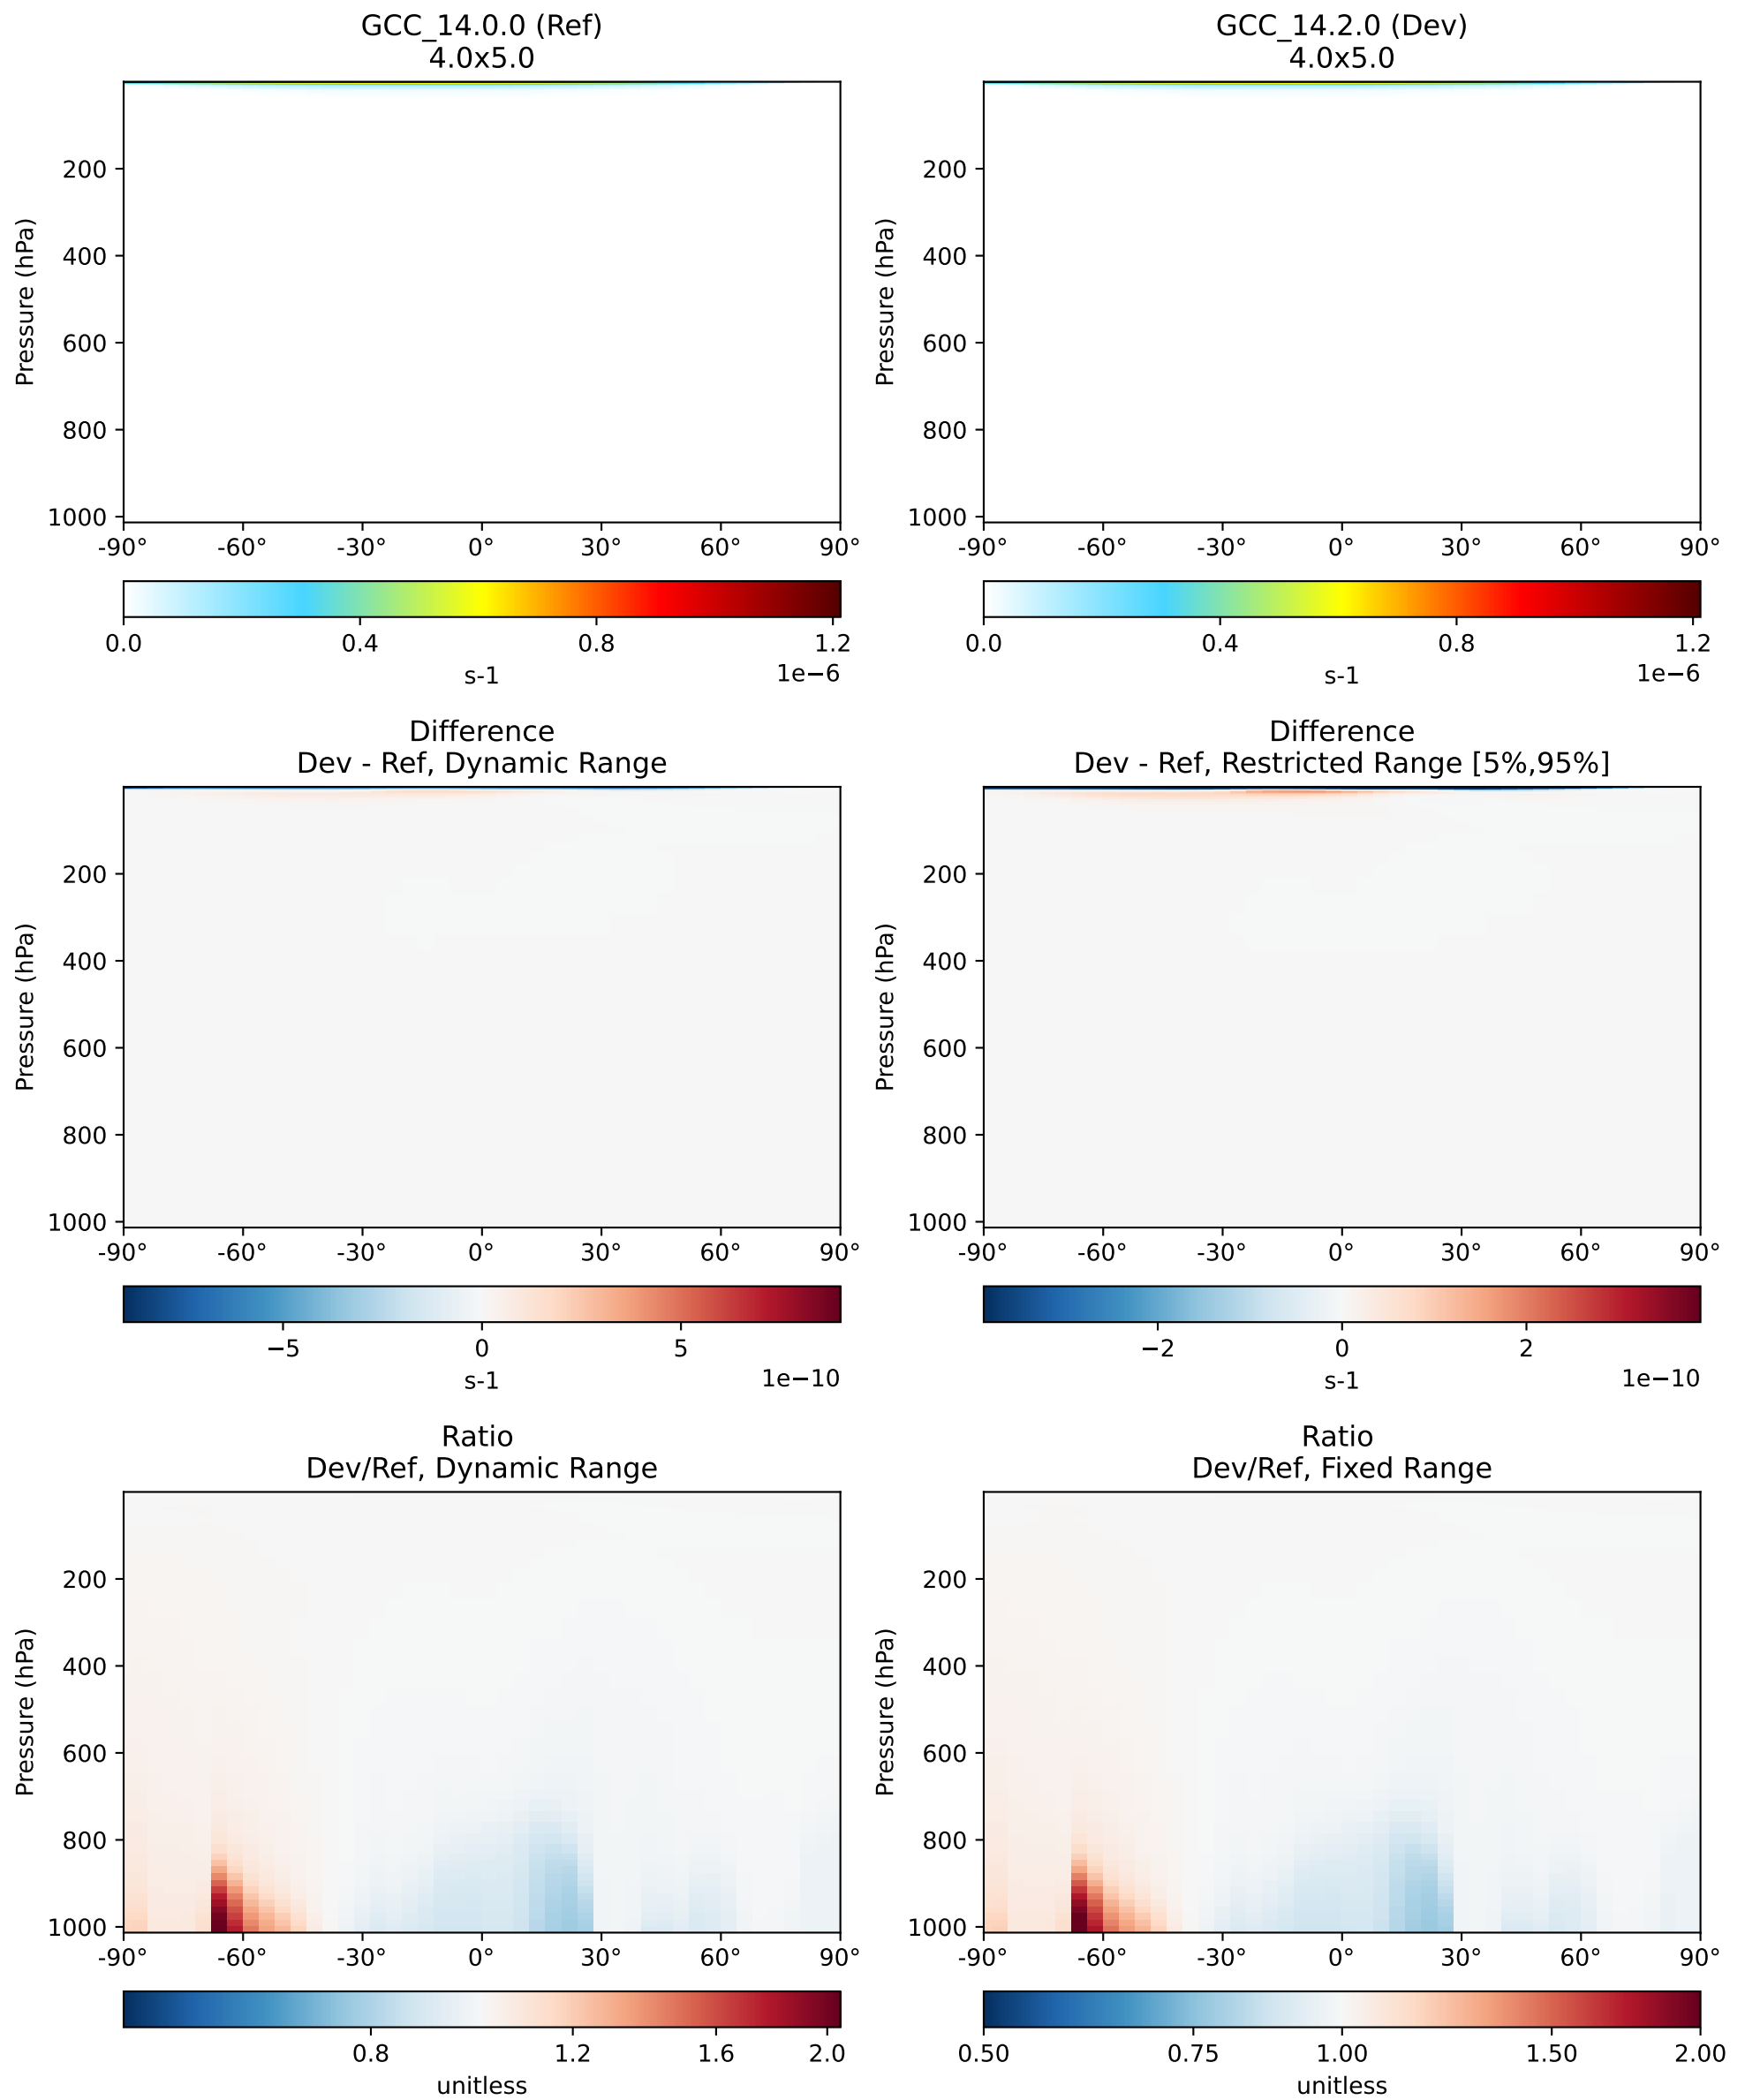 GCC_14.0.0 (Ref)
4.0x5.0
Pressure (hPa)
200
400
600
800
1000
-90° -60° -30° 0° 30° 60° 90°
0.0 0.4 0.8 1.2
s-1 1e−6
GCC_14.2.0 (Dev)
4.0x5.0
Pressure (hPa)
200
400
600
800
1000
-90° -60° -30° 0° 30° 60° 90°
0.0 0.4 0.8 1.2
s-1 1e−6
Difference
Dev - Ref, Dynamic Range
Pressure (hPa)
200
400
600
800
1000
-90° -60° -30° 0° 30° 60° 90°
−5 0 5
s-1 1e−10
Difference
Dev - Ref, Restricted Range [5%,95%]
Pressure (hPa)
200
400
600
800
1000
-90° -60° -30° 0° 30° 60° 90°
−2 0 2
s-1 1e−10
Ratio
Dev/Ref, Dynamic Range
Pressure (hPa)
200
400
600
800
1000
-90° -60° -30° 0° 30° 60° 90°
0.8 1.2 1.6 2.0
unitless
Ratio
Dev/Ref, Fixed Range
Pressure (hPa)
200
400
600
800
1000
-90° -60° -30° 0° 30° 60° 90°
0.50 0.75 1.00 1.50 2.00
unitless